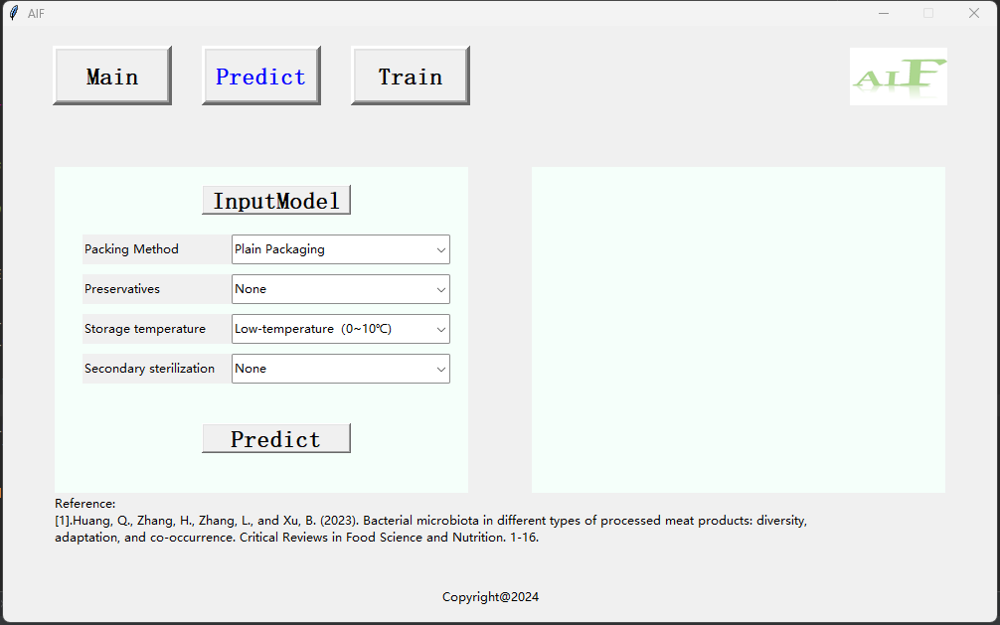 AIF
Main
Predict
Train
AIF
InputModel
Packing Method
Plain Packaging
Preservatives
None
Storage temperature
Low-temperature (0~10℃)
Secondary sterilization
None
Predict
Reference:
[1].Huang, Q., Zhang, H., Zhang, L., and Xu, B. (2023). Bacterial microbiota in different types of processed meat products: diversity,
adaptation, and co-occurrence. Critical Reviews in Food Science and Nutrition. 1-16.
Copyright@2024